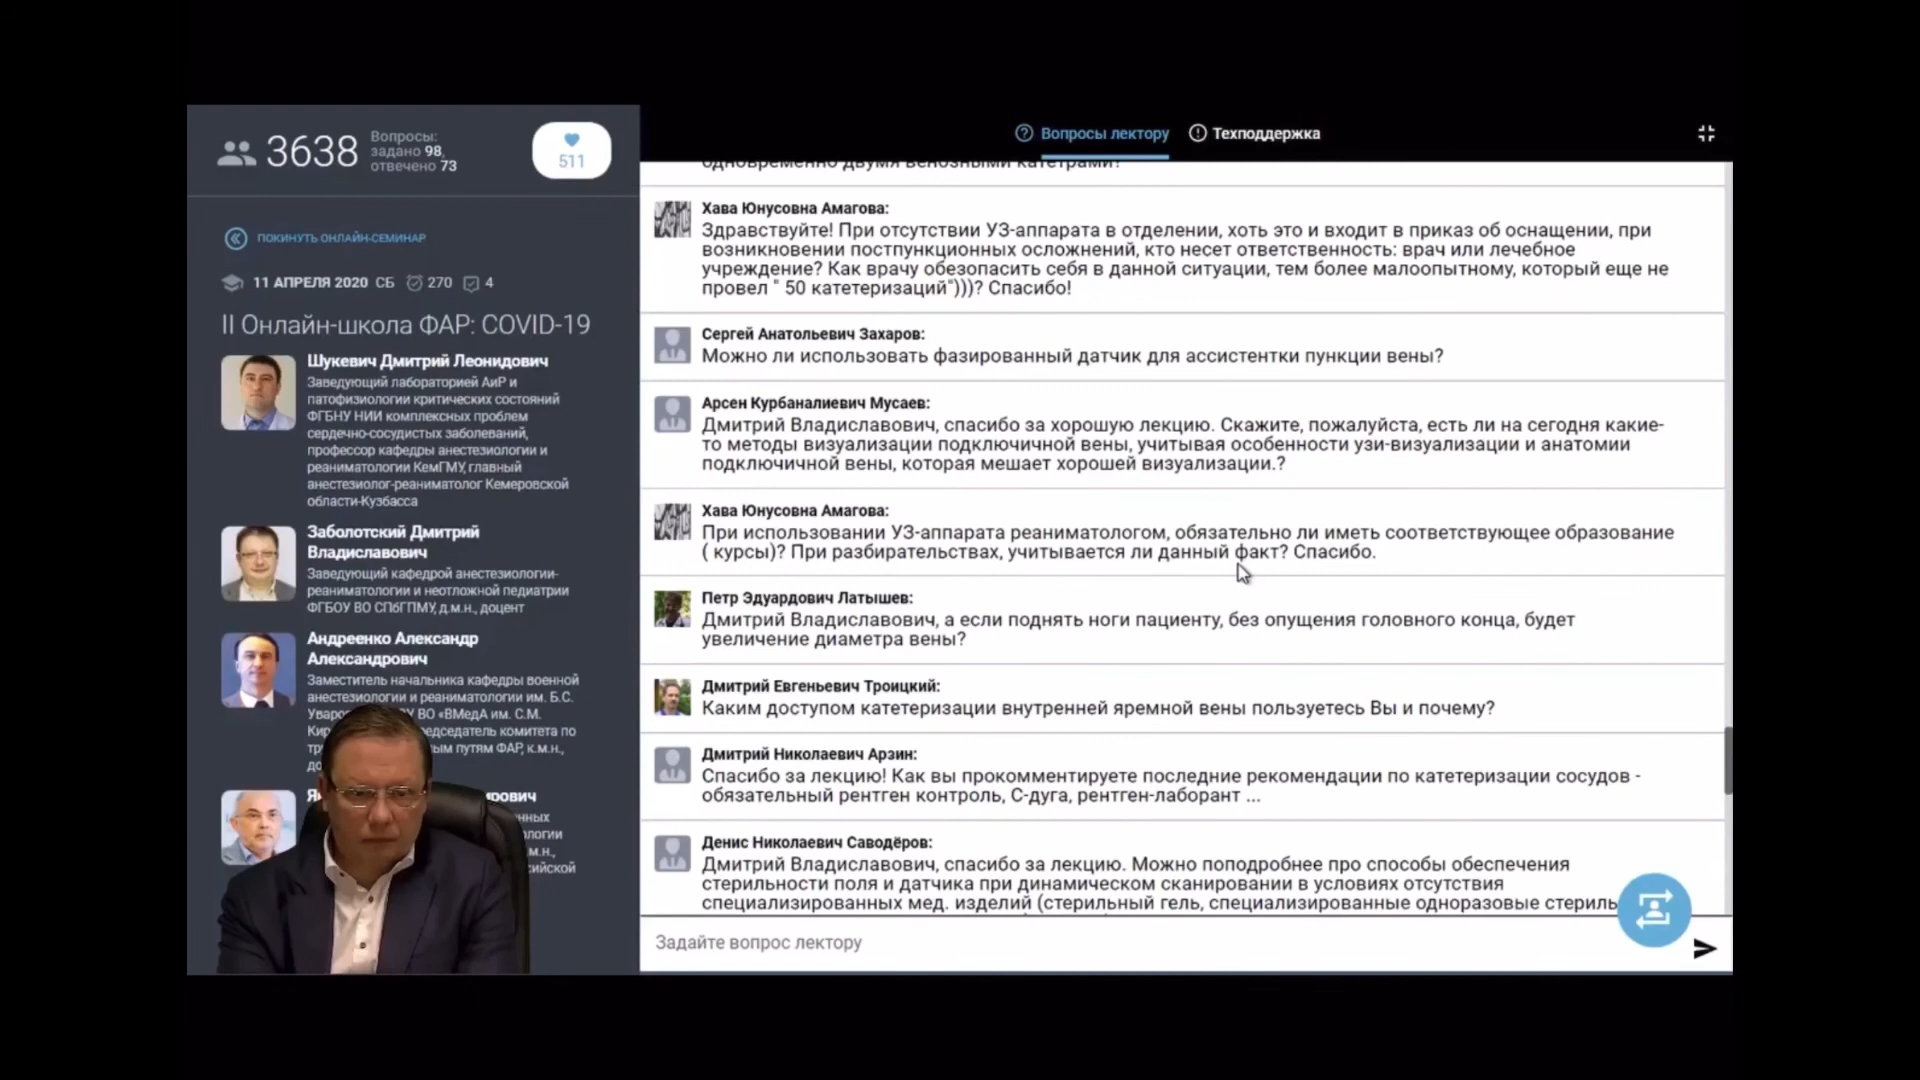 3638
Вопросы:
задано 98,
отвечено 73
511
ПОКИНУТЬ ОНЛАЙН-СЕМИНАР
11 АПРЕЛЯ 2020 СБ 270 4
II Онлайн-школа ФАР: COVID-19
Шукевич Дмитрий Леонидович
Заведующий лабораторией АиР и
патофизиологии критических состояний
ФГБНУ НИИ комплексных проблем
сердечно-сосудистых заболеваний,
профессор кафедры анестезиологии и
реаниматологии КемГМУ, главный
анестезиолог-реаниматолог Кемеровской
области-Кузбасса
Заболотский Дмитрий
Владиславович
Заведующий кафедрой анестезиологии-
реаниматологии и неотложной педиатрии
ФГБОУ ВО СПбГПМУ, д.м.н., доцент
Андреенко Александр
Александрович
Заместитель начальника кафедры военной
анестезиологии и реаниматологии им. Б.С.
ВО «ВМедА им. С.М.
комитета по
путям ФАР, к.м.н.,
Вопросы лектору
Техподдержка
одновременно двумя венозными катетрами?
Хава Юнусовна Амагова:
Здравствуйте! При отсутствии УЗ-аппарата в отделении, хоть это и входит в приказ об оснащении, при
возникновении постпункционных осложнений, кто несет ответственность: врач или лечебное
учреждение? Как врачу обезопасить себя в данной ситуации, тем более малоопытному, который еще не
провел " 50 катетеризаций")))? Спасибо!
Сергей Анатольевич Захаров:
Можно ли использовать фазированный датчик для ассистентки пункции вены?
Арсен Курбаналиевич Мусаев:
Дмитрий Владиславович, спасибо за хорошую лекцию. Скажите, пожалуйста, есть ли на сегодня какие-
то методы визуализации подключичной вены, учитывая особенности узи-визуализации и анатомии
подключичной вены, которая мешает хорошей визуализации.?
Хава Юнусовна Амагова:
При использовании УЗ-аппарата реаниматологом, обязательно ли иметь соответствующее образование
( курсы)? При разбирательствах, учитывается ли данный факт? Спасибо.
Петр Эдуардович Латышев:
Дмитрий Владиславович, а если поднять ноги пациенту, без опущения головного конца, будет
увеличение диаметра вены?
Дмитрий Евгеньевич Троицкий:
Каким доступом катетеризации внутренней яремной вены пользуетесь Вы и почему?
Дмитрий Николаевич Арзин:
Спасибо за лекцию! Как вы прокомментируете последние рекомендации по катетеризации сосудов -
обязательный рентген контроль, С-дуга, рентген-лаборант ...
Денис Николаевич Саводёров:
Дмитрий Владиславович, спасибо за лекцию. Можно поподробнее про способы обеспечения
стерильности поля и датчика при динамическом сканировании в условиях отсутствия
специализированных мед. изделий (стерильный гель, специализированные одноразовые стериль
Задайте вопрос лектору